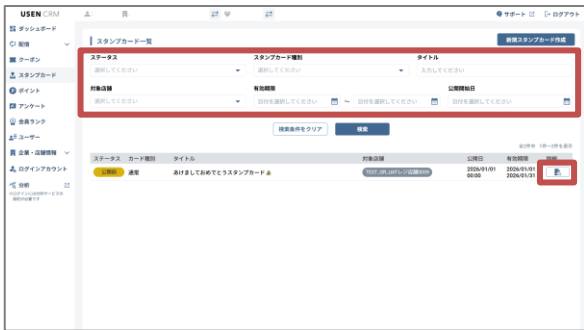 USEN CRM
サポート
ログアウト
ダッシュボード
配信
クーポン
スタンプカード
ポイント
アンケート
会員ランク
ユーザー
企業・店舗情報
ログインアカウント
分析
スタンプカード一覧
新規スタンプカード作成
ステータス
スタンプカード種別
タイトル
選択してください
選択してください
入力してください
対象店舗
有効期限
公開開始日
選択してください
日付を選択してください ～ 日付を選択してください
日付を選択してください
検索条件をクリア
検索
全1件中 1件~1件を表示
ステータス カード種別 タイトル 対象店舗 公開日 有効期限 詳細
公開前 通常 あけましておめでとうスタンプカード
2026/01/01 00:00
2026/01/01
2026/01/31